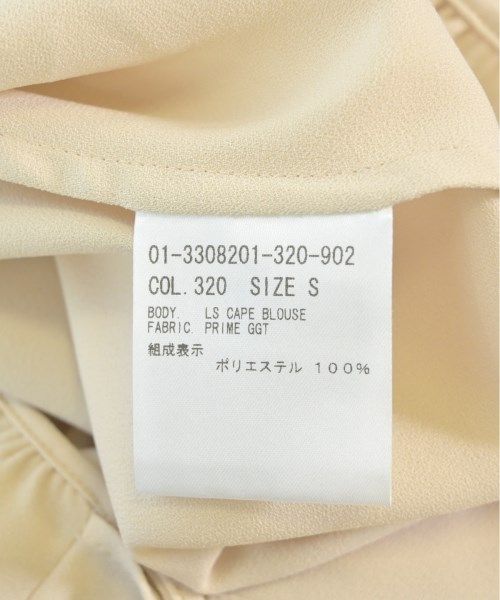 01-3308201-320-902
COL.320 SIZE S
BODY. LS CAPE BLOUSE
FABRIC. PRIME GGT
組成表示
ポリエステル 100%